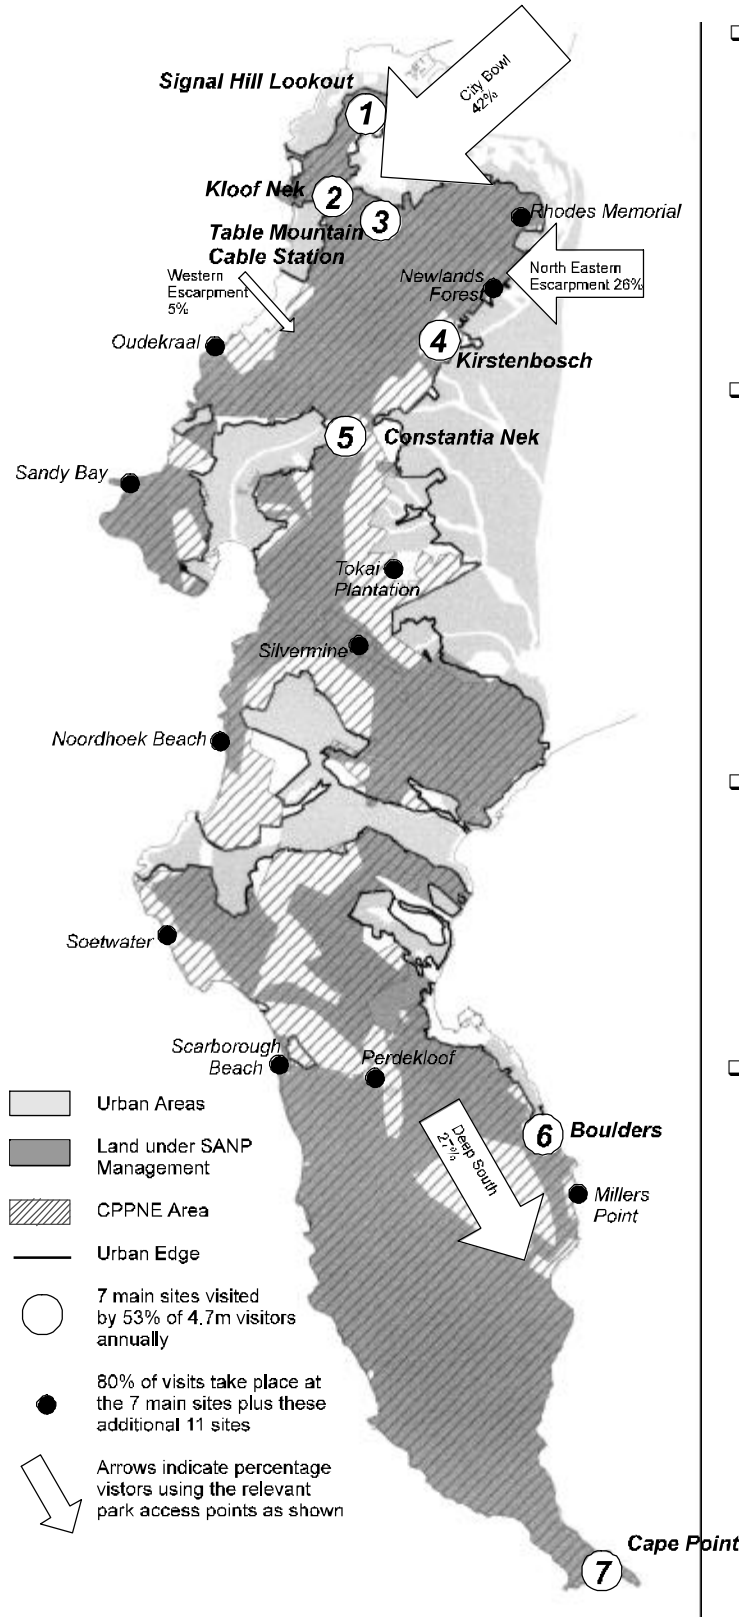 Signal Hill Lookout
City Bowl
42%
1
Kloof Nek
2
3
Table Mountain
Cable Station
Rhodes Memorial
Western
Escarpment
5%
North Eastern
Escarpment 26%
Newlands
Forest
Oudekraal
4
Kirstenbosch
5
Constantia Nek
Sandy Bay
Tokai
Plantation
Silvermine
Noordhoek Beach
Soetwater
Scarborough
Beach
Perdekloof
Deep South
27%
6
Boulders
Millers
Point
Urban Areas
Land under SANP
Management
CPPNE Area
Urban Edge
7 main sites visited
by 53% of 4.7m visitors
annually
80% of visits take place at
the 7 main sites plus these
additional 11 sites
Arrows indicate percentage
vistors using the relevant
park access points as shown
Cape Point
7